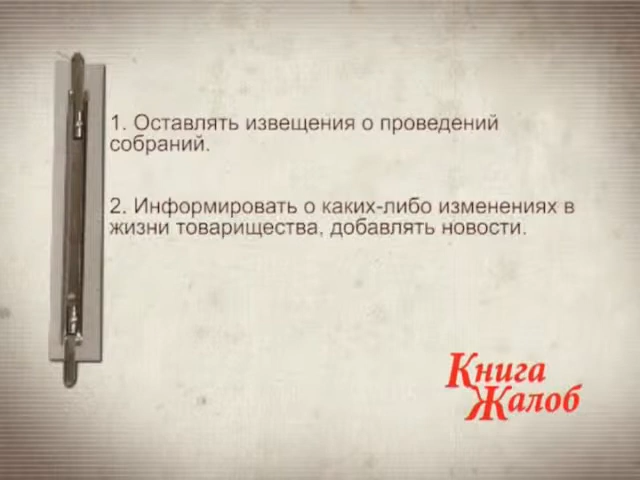 1. Оставлять извещения о проведений
собраний.
2. Информировать о каких-либо изменениях в
жизни товарищества, добавлять новости.
Книга
Жалоб